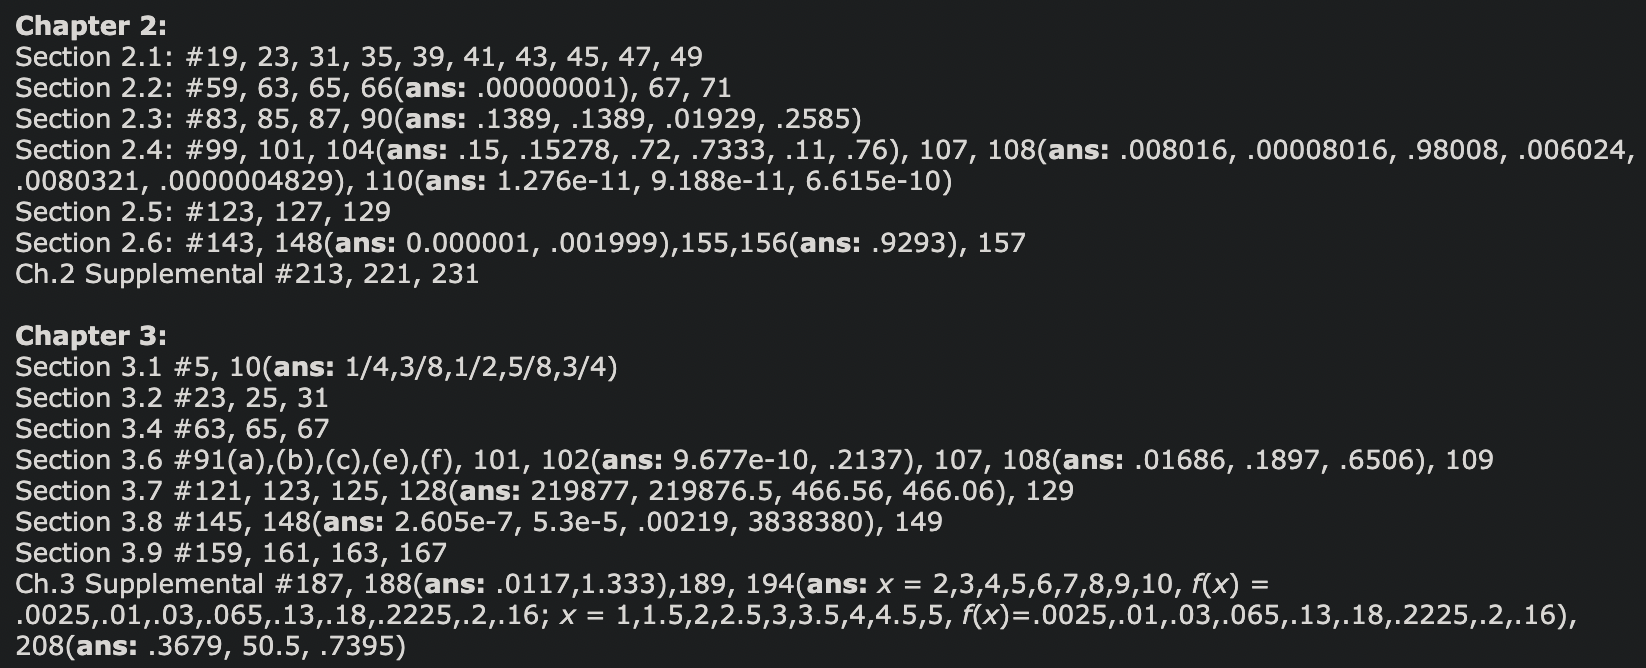 Chapter 2:
Section 2.1: #19, 23, 31, 35, 39, 41, 43, 45, 47, 49
Section 2.2: #59, 63, 65, 66(ans: .00000001), 67, 71
Section 2.3: #83, 85, 87, 90(ans: .1389, .1389, .01929, .2585)
Section 2.4: #99, 101, 104(ans: .15, .15278, .72, .7333, .11, .76), 107, 108(ans: .008016, .00008016, .98008, .006024,
.0080321, .0000004829), 110(ans: 1.276e-11, 9.188e-11, 6.615e-10)
Section 2.5: #123, 127, 129
Section 2.6: #143, 148(ans: 0.000001, .001999),155,156(ans: .9293), 157
Ch.2 Supplemental #213, 221, 231
Chapter 3:
Section 3.1 #5, 10(ans: 1/4,3/8,1/2,5/8,3/4)
Section 3.2 #23, 25, 31
Section 3.4 #63, 65, 67
Section 3.6 #91(a),(b),(c),(e),(f), 101, 102(ans: 9.677e-10, .2137), 107, 108(ans: .01686, .1897, .6506), 109
Section 3.7 #121, 123, 125, 128(ans: 219877, 219876.5, 466.56, 466.06), 129
Section 3.8 #145, 148(ans: 2.605e-7, 5.3e-5, .00219, 3838380), 149
Section 3.9 #159, 161, 163, 167
Ch.3 Supplemental #187, 188(ans: .0117,1.333),189, 194(ans: x = 2,3,4,5,6,7,8,9,10, f(x) =
.0025,.01,.03,.065,.13,.18,.2225,.2,.16; x = 1,1.5,2,2.5,3,3.5,4,4.5,5, f(x)=.0025,.01,.03,.065,.13,.18,.2225,.2,.16),
208(ans: .3679, 50.5, .7395)